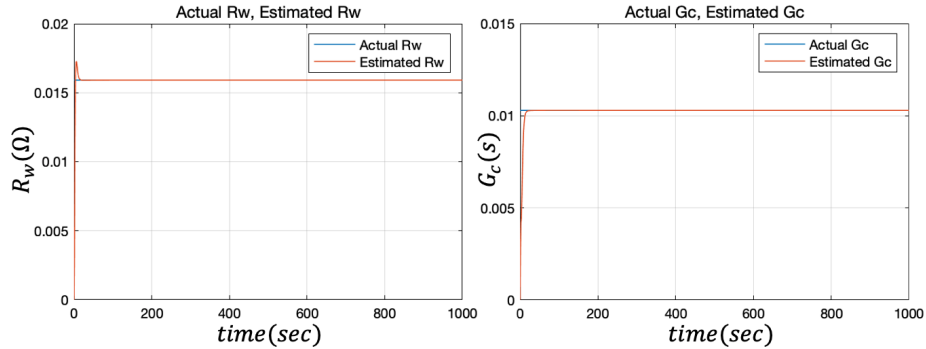 Actual Rw, Estimated Rw
0.02
0.015
0.01
0.005
0
R_w(Ω)
Actual Rw
Estimated Rw
0 200 400 600 800 1000
time(sec)
Actual Gc, Estimated Gc
0.015
0.01
0.005
0
G_c(s)
Actual Gc
Estimated Gc
0 200 400 600 800 1000
time(sec)